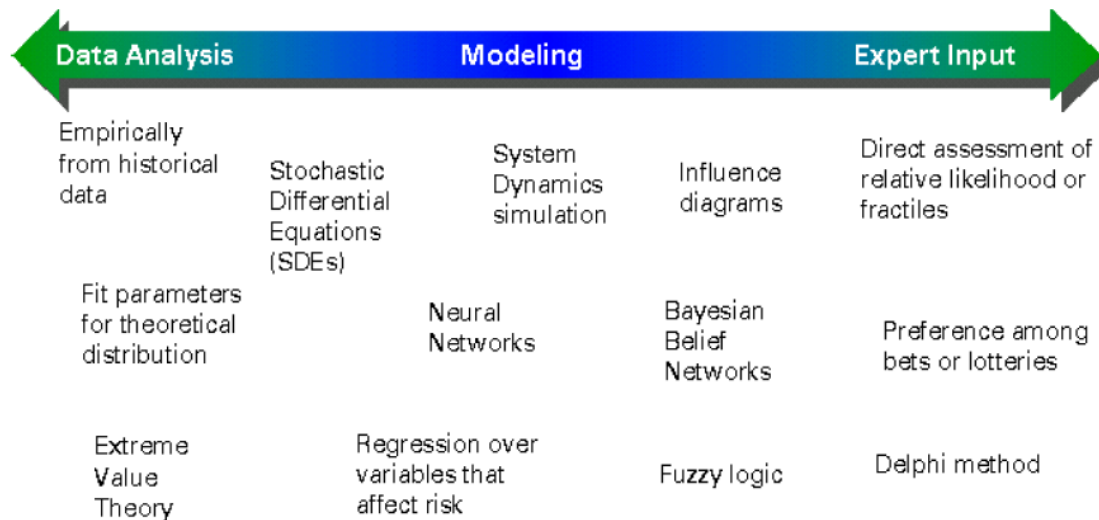 Data Analysis
Modeling
Expert Input
Empirically
from historical
data
Stochastic
Differential
Equations
(SDEs)
System
Dynamics
simulation
Influence
diagrams
Direct assessment of
relative likelihood or
fractiles
Fit parameters
for theoretical
distribution
Neural
Networks
Bayesian
Belief
Networks
Preference among
bets or lotteries
Extreme
Value
Theory
Regression over
variables that
affect risk
Fuzzy logic
Delphi method